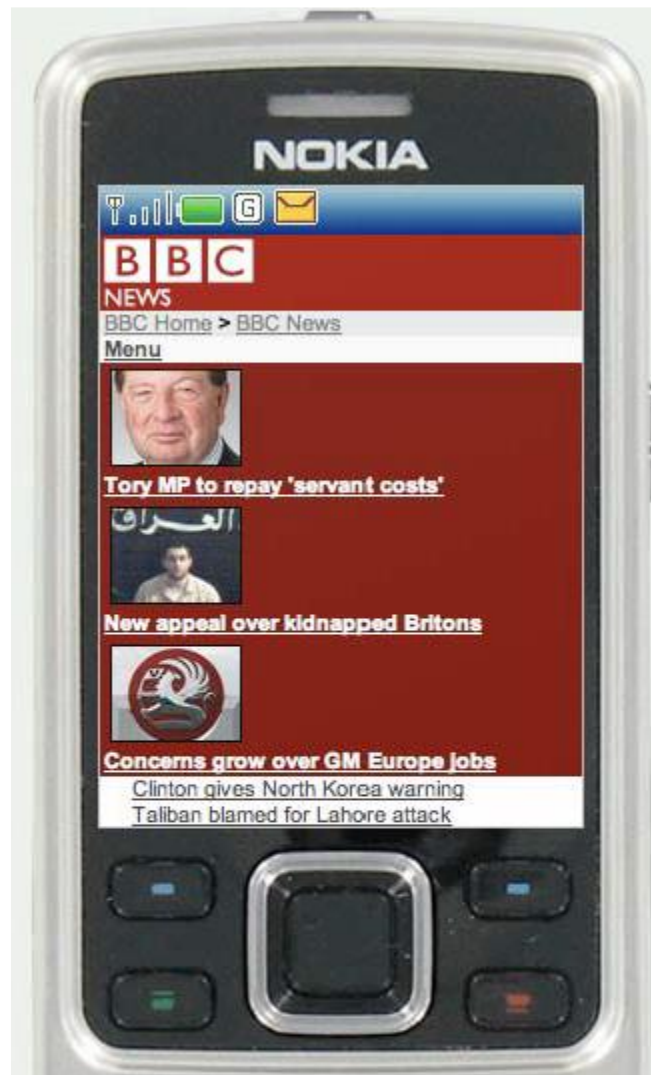 NOKIA
G
BBC
NEWS
BBC Home > BBC News
Menu
Tory MP to repay 'servant costs'
العراق
New appeal over kidnapped Britons
Concerns grow over GM Europe jobs
Clinton gives North Korea warning
Taliban blamed for Lahore attack